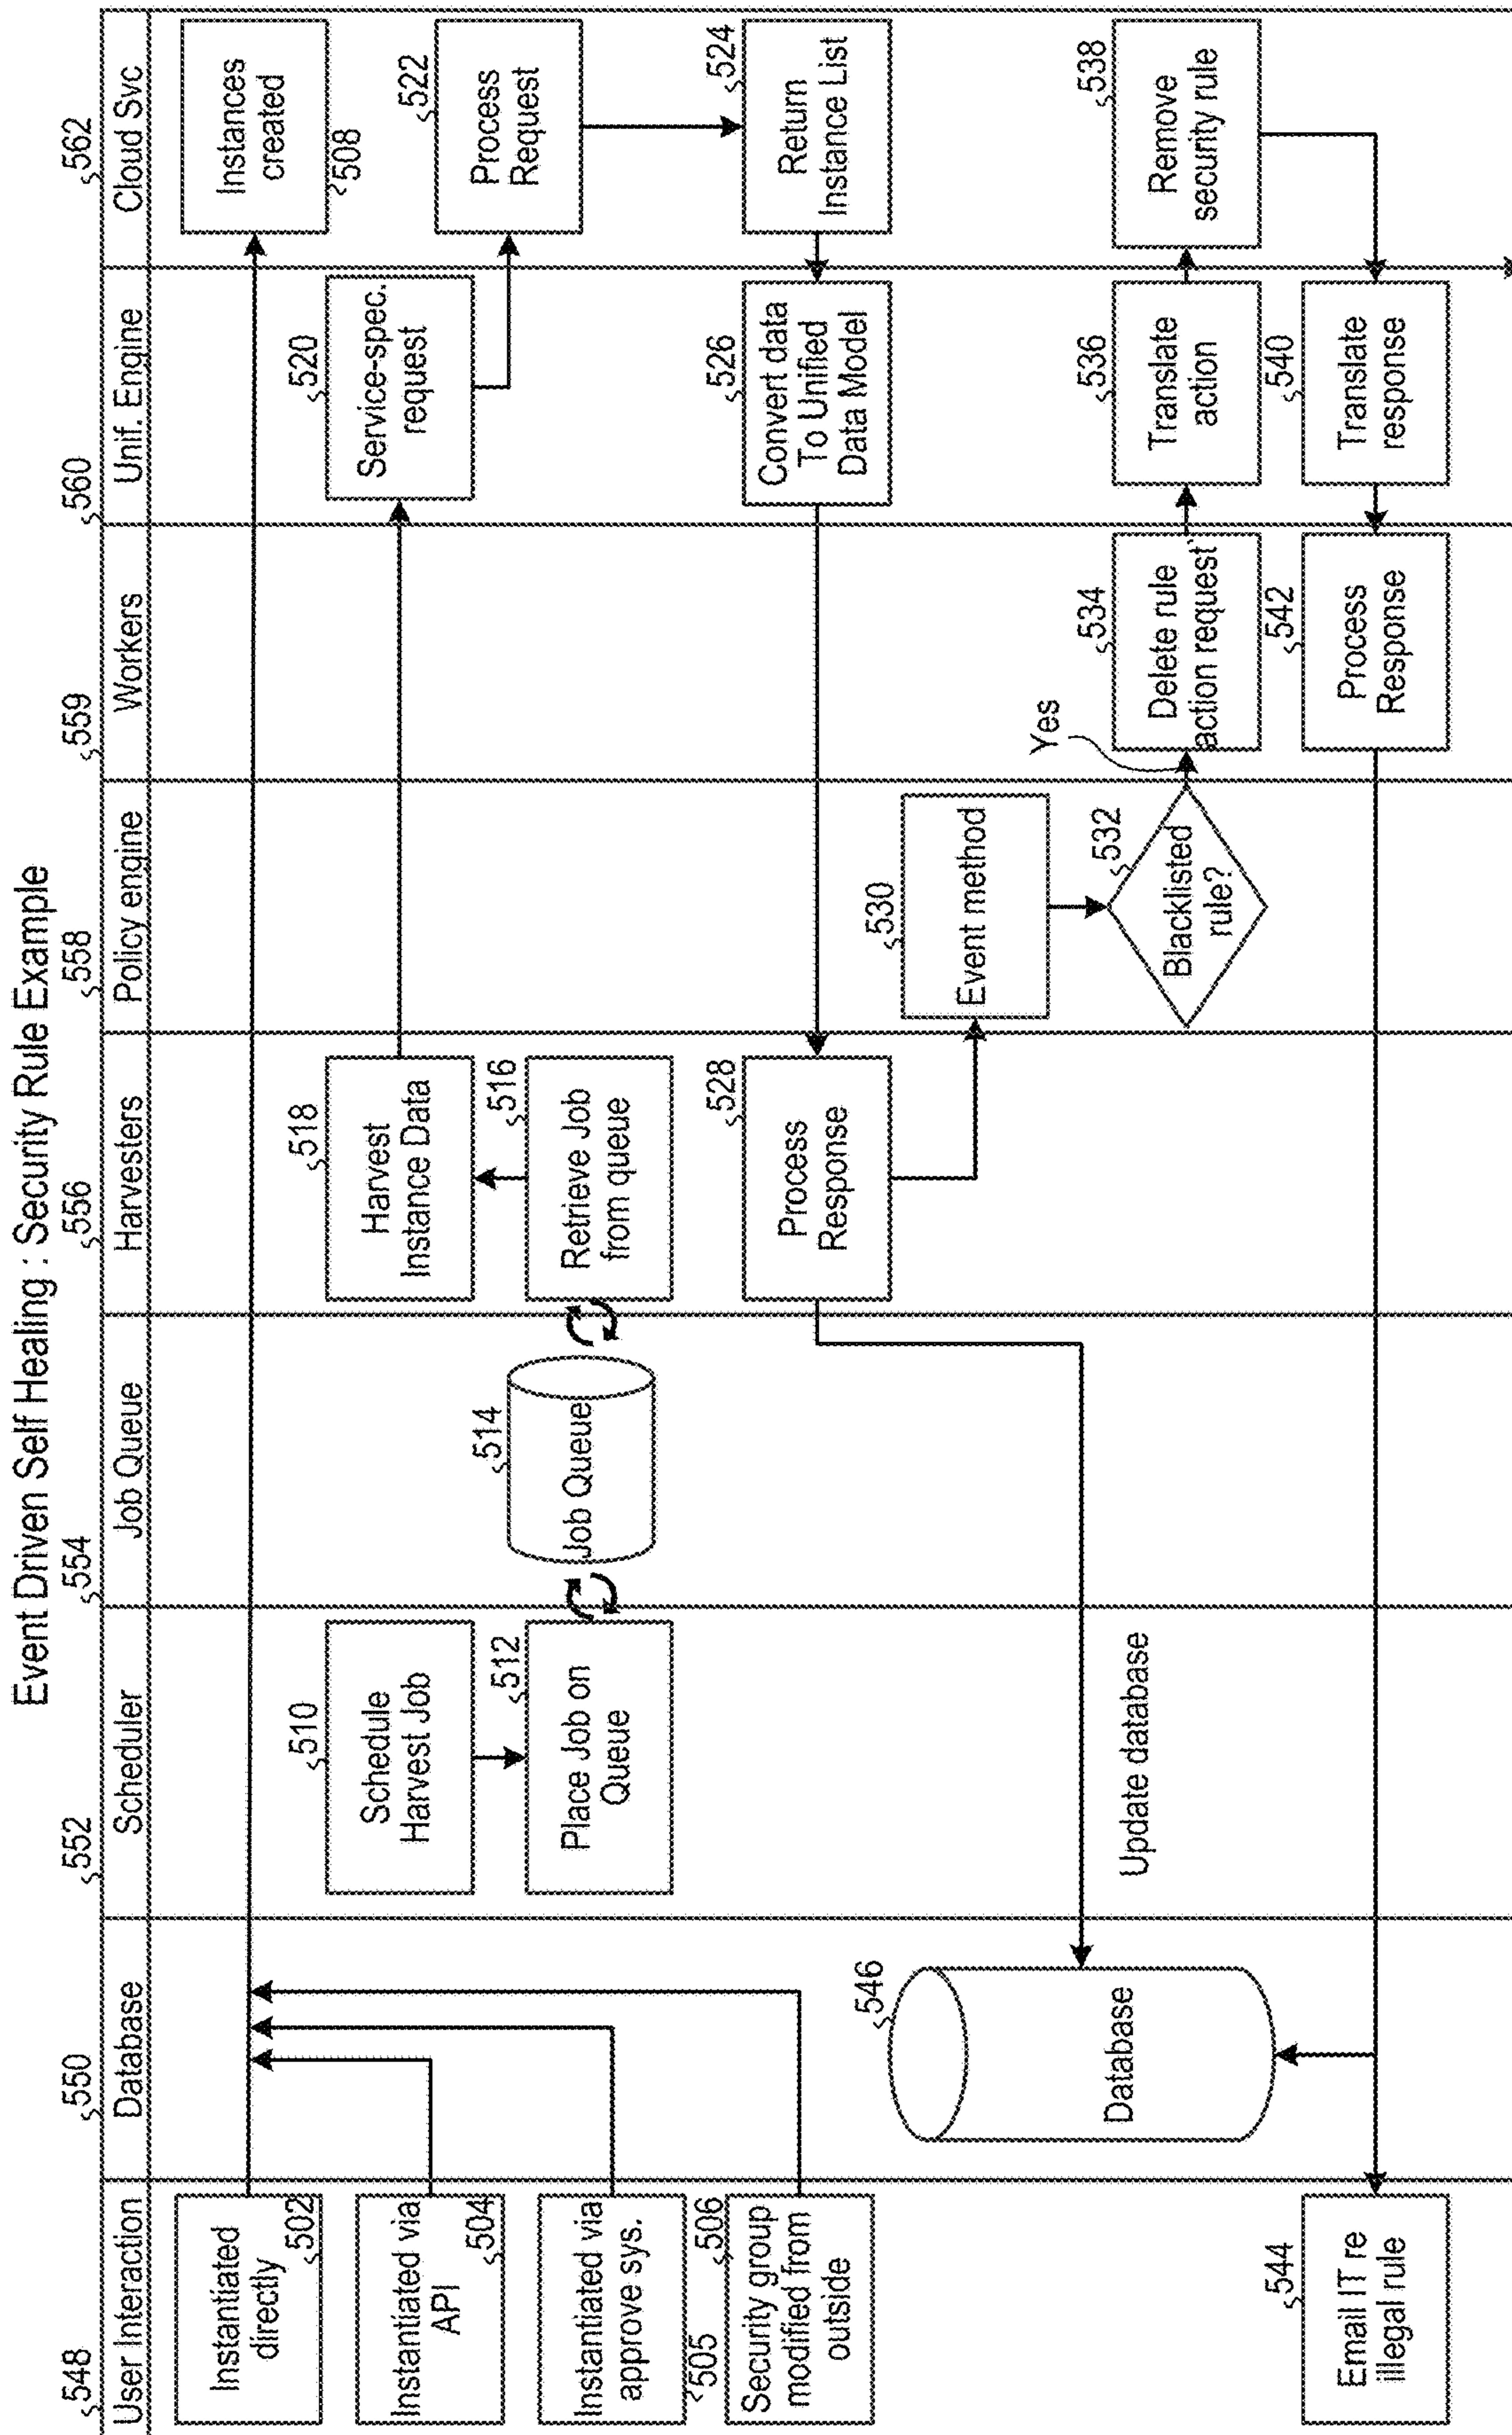 Event Driven Self Healing : Security Rule Example
548
User Interaction
550
Database
552
Scheduler
554
Job Queue
556
Harvesters
558
Policy engine
559
Workers
560
Unif. Engine
562
Cloud Svc
Instantiated
directly
502
Instantiated via
API
504
Instantiated via
approve sys.
505
506
Security group
modified from
outside
Instances
created
508
510
Schedule
Harvest Job
512
Place Job on
Queue
514
Job Queue
516
Retrieve Job
from queue
518
Harvest
Instance Data
520
Service-spec.
request
522
Process
Request
524
Return
Instance List
526
Convert data
To Unified
Data Model
528
Process
Response
530
Event method
532
Blacklisted
rule?
Yes
534
Delete rule
action request
536
Translate
action
538
Remove
security rule
540
Translate
response
542
Process
Response
544
Email IT re
illegal rule
546
Database
Update database